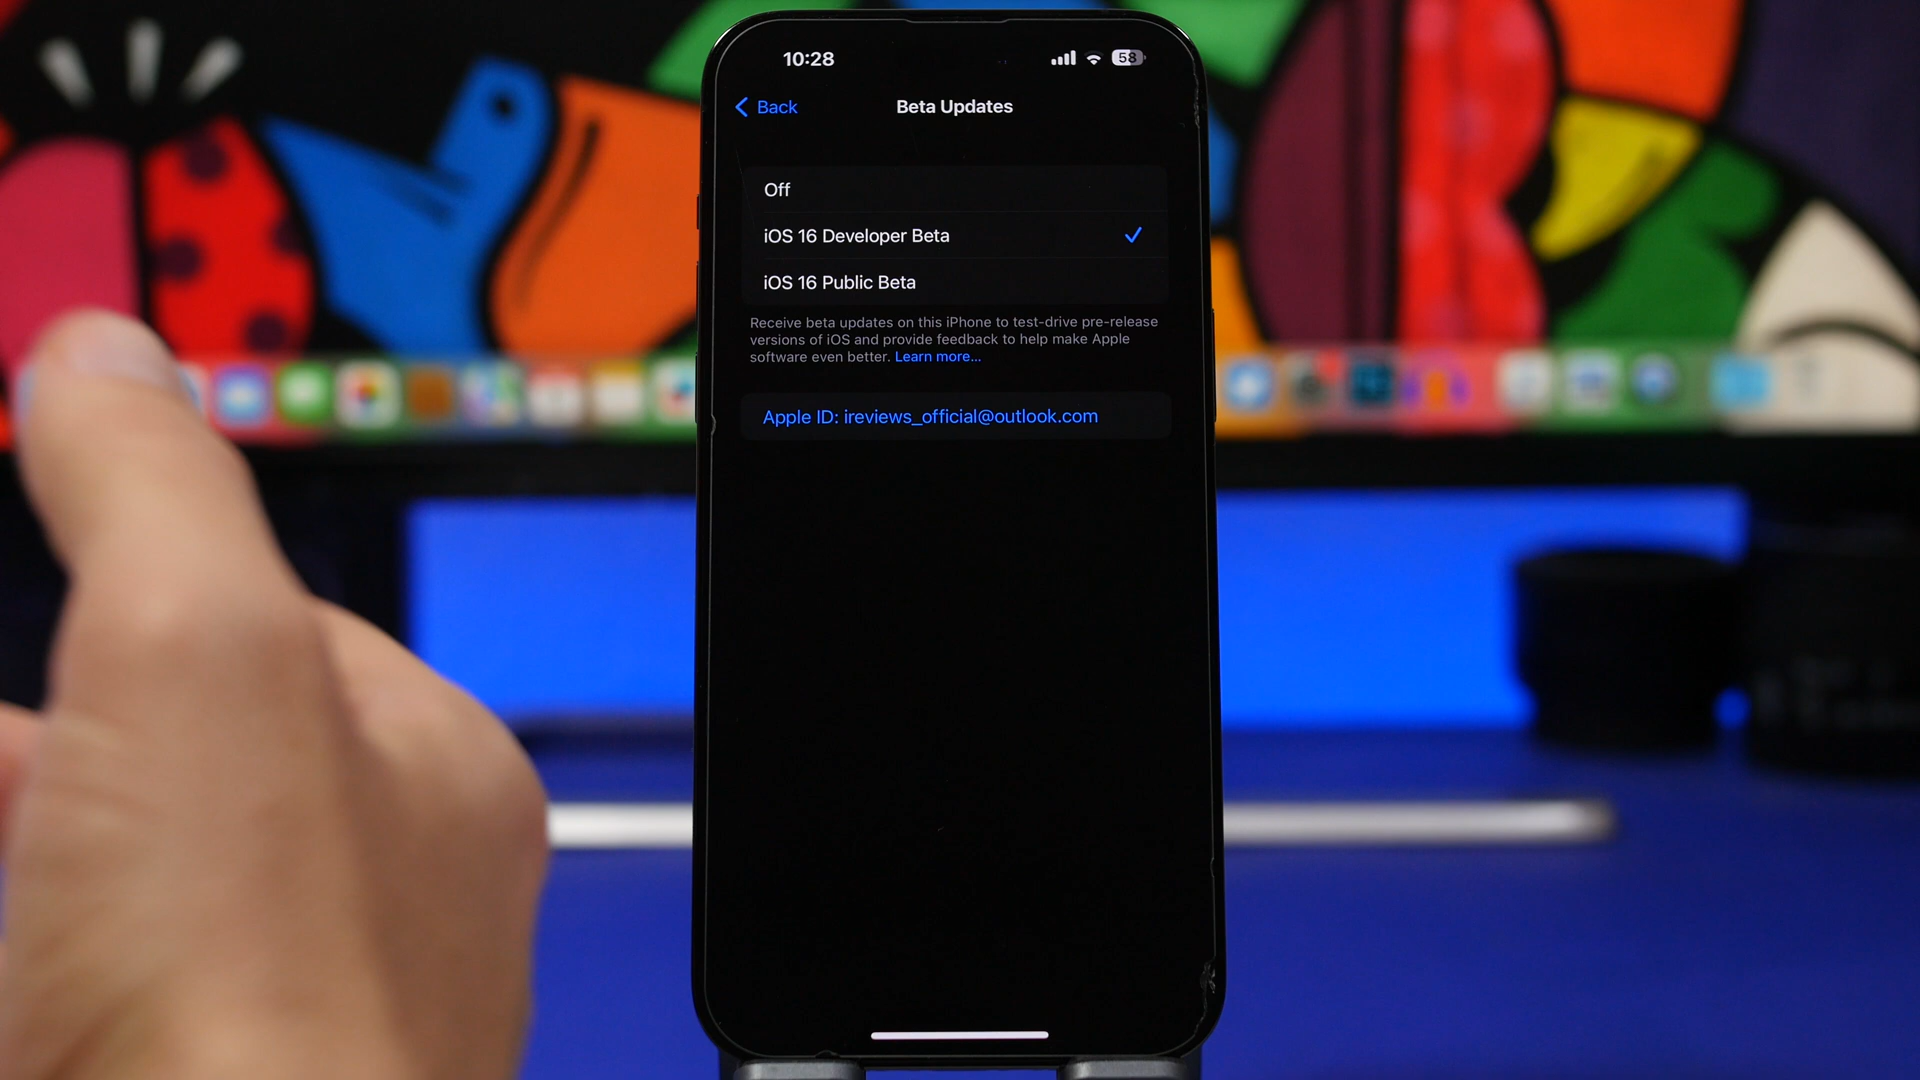 10:28
58
Back
Beta Updates
Off
iOS 16 Developer Beta
iOS 16 Public Beta
Receive beta updates on this iPhone to test-drive pre-release
versions of iOS and provide feedback to help make Apple
software even better. Learn more...
Apple ID: ireviews_official@outlook.com